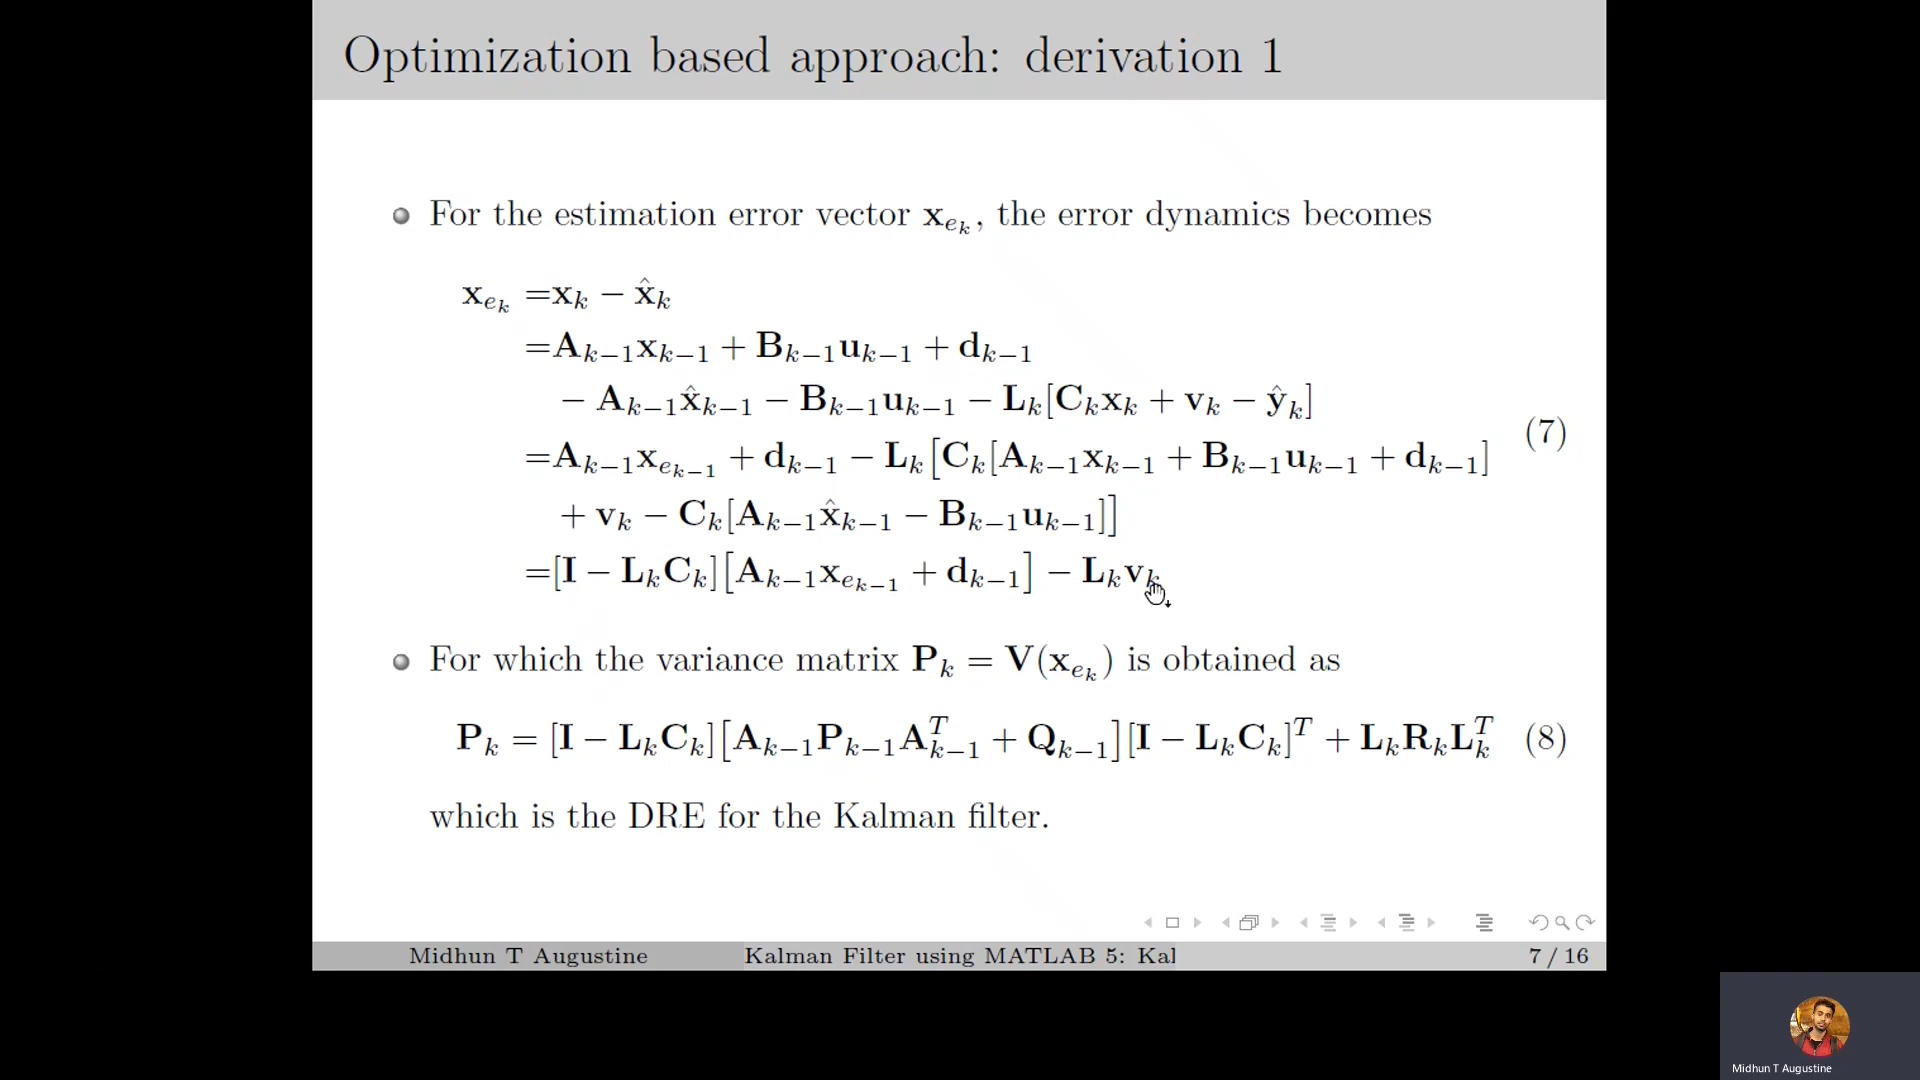 Optimization based approach: derivation 1
For the estimation error vector x_{e_k}, the error dynamics becomes
x_{e_k} =x_k − x̂_k
=A_{k−1}x_{k−1} + B_{k−1}u_{k−1} + d_{k−1}
− A_{k−1}x̂_{k−1} − B_{k−1}u_{k−1} − L_k[C_kx_k + v_k − ŷ_k]
(7)
=A_{k−1}x_{e_{k−1}} + d_{k−1} − L_k[C_k[A_{k−1}x_{k−1} + B_{k−1}u_{k−1} + d_{k−1}]
+ v_k − C_k[A_{k−1}x̂_{k−1} − B_{k−1}u_{k−1}]]
=[I − L_kC_k][A_{k−1}x_{e_{k−1}} + d_{k−1}] − L_kv_k
For which the variance matrix P_k = V(x_{e_k}) is obtained as
P_k = [I − L_kC_k][A_{k−1}P_{k−1}A_{k−1}^T + Q_{k−1}][I − L_kC_k]^T + L_kR_kL_k^T (8)
which is the DRE for the Kalman filter.
Midhun T Augustine Kalman Filter using MATLAB 5: Kal 7 / 16
Midhun T Augustine